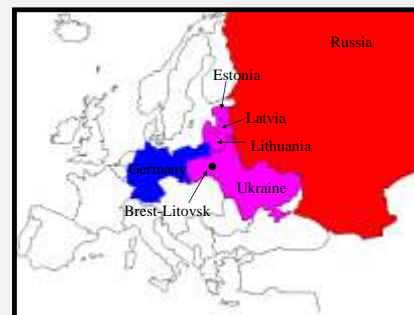 Russia
Estonia
Latvia
Lithuania
Germany
Ukraine
Brest-Litovsk